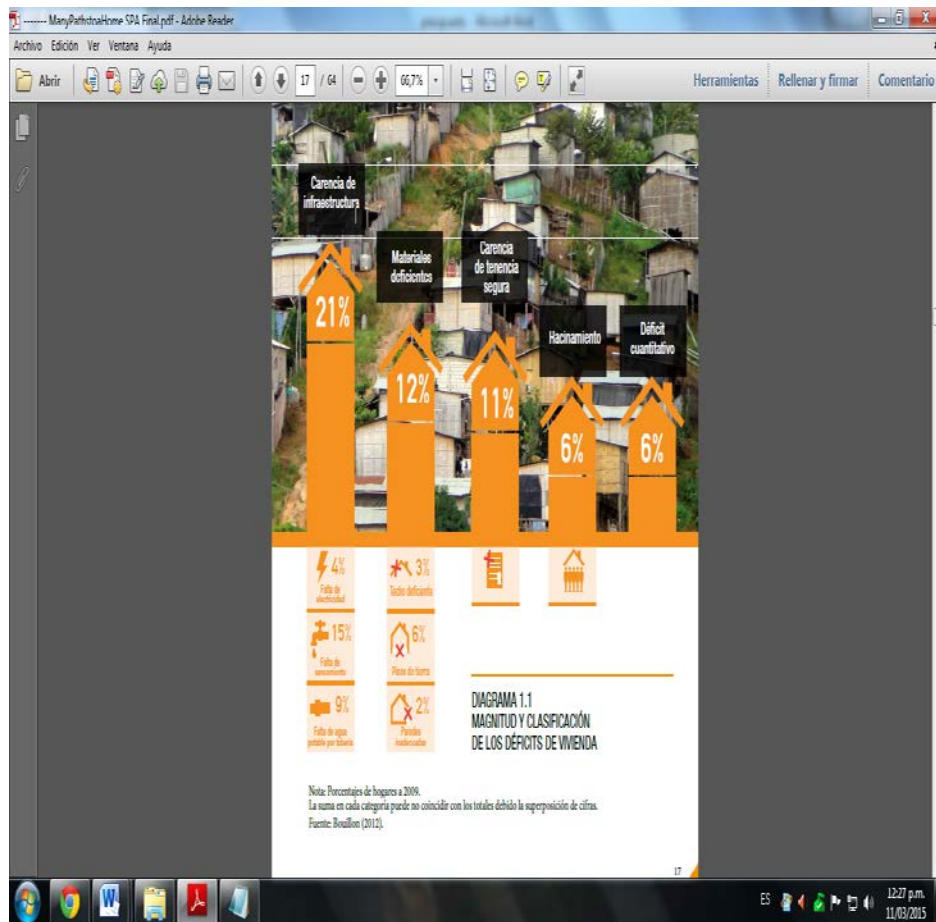 ------- ManyPathstoaHome SPA Final.pdf - Adobe Reader
Archivo Edición Ver Ventana Ayuda
Abrir 17 / 64 66,7% Herramientas Rellenar y firmar Comentario
Carencia de
infraestructura
21%
Materiales
deficientes
12%
Carencia
de tenencia
segura
11%
Hacinamiento
6%
Déficit
cuantitativo
6%
4%
Falta de
electricidad
15%
Falta de
saneamiento
9%
Falta de agua
potable por tubería
3%
Techo deficiente
6%
Pisos de tierra
2%
Paredes
inadecuadas
DIAGRAMA 1.1
MAGNITUD Y CLASIFICACIÓN
DE LOS DÉFICITS DE VIVIENDA
Nota: Porcentajes de hogares a 2009.
La suma en cada categoría puede no coincidir con los totales debido la superposición de cifras.
Fuente: Bouillon (2012).
17
ES
12:27 p.m.
11/03/2015